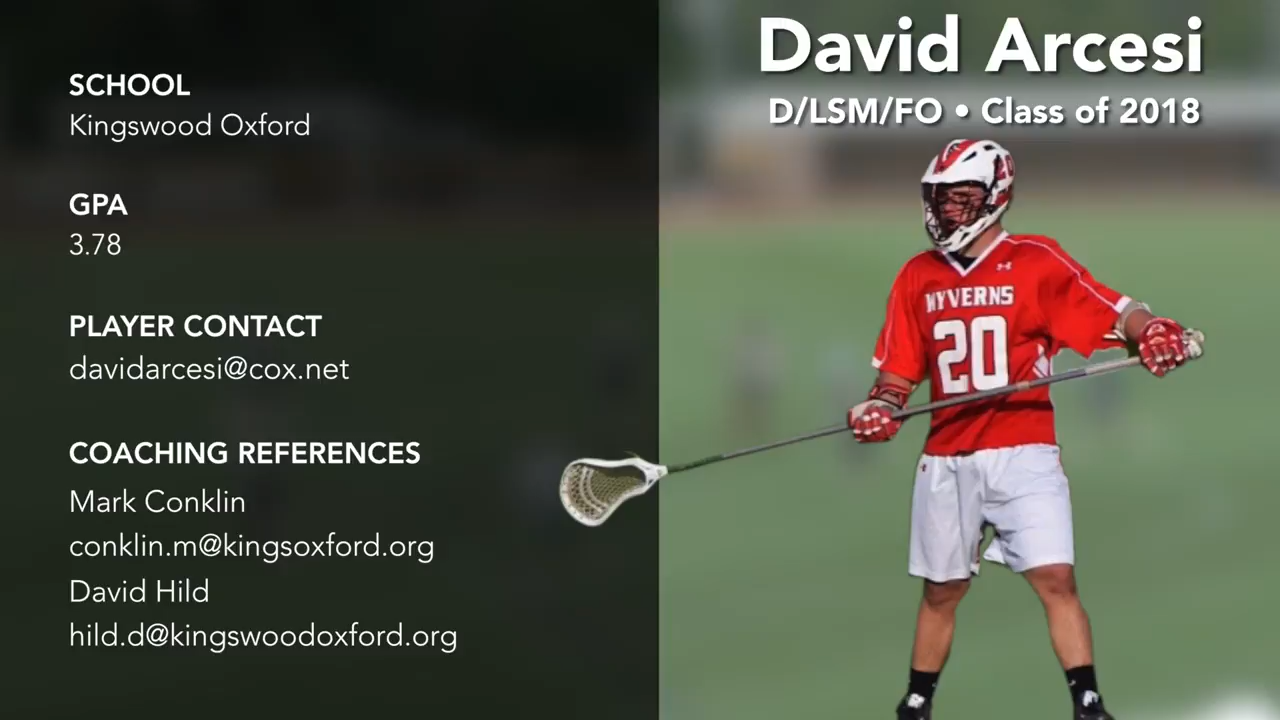 David Arcesi
D/LSM/FO • Class of 2018
SCHOOL
Kingswood Oxford
GPA
3.78
PLAYER CONTACT
davidarcesi@cox.net
COACHING REFERENCES
Mark Conklin
conklin.m@kingsoxford.org
David Hild
hild.d@kingswoodoxford.org
WYVERNS
20